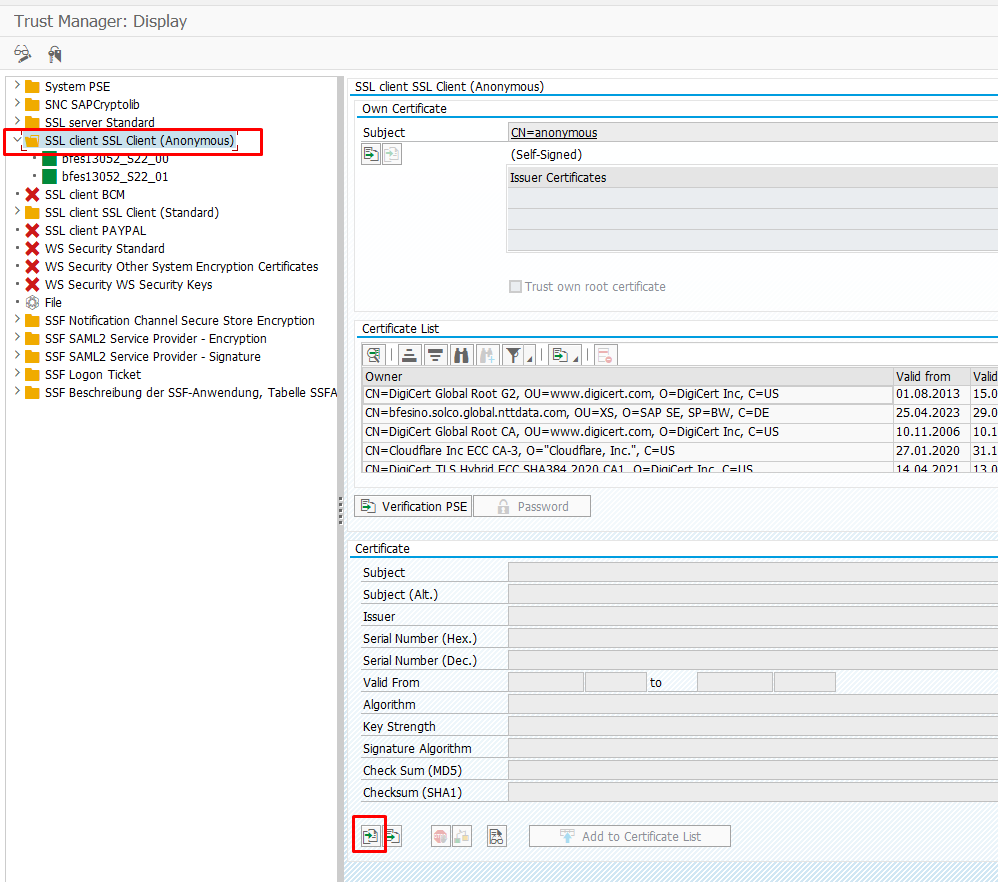 Trust Manager: Display
System PSE
SNC SAPCryptolib
SSL server Standard
SSL client SSL Client (Anonymous)
bfes13052_S22_00
bfes13052_S22_01
SSL client BCM
SSL client SSL Client (Standard)
SSL client PAYPAL
WS Security Standard
WS Security Other System Encryption Certificates
WS Security WS Security Keys
File
SSF Notification Channel Secure Store Encryption
SSF SAML2 Service Provider - Encryption
SSF SAML2 Service Provider - Signature
SSF Logon Ticket
SSF Beschreibung der SSF-Anwendung, Tabelle SSFA
SSL client SSL Client (Anonymous)
Own Certificate
Subject CN=anonymous
(Self-Signed)
Issuer Certificates
Trust own root certificate
Certificate List
Owner Valid from Valid
CN=DigiCert Global Root G2, OU=www.digicert.com, O=DigiCert Inc, C=US 01.08.2013 15.0
CN=bfesino.solco.global.nttdata.com, OU=XS, O=SAP SE, SP=BW, C=DE 25.04.2023 29.0
CN=DigiCert Global Root CA, OU=www.digicert.com, O=DigiCert Inc, C=US 10.11.2006 10.1
CN=Cloudflare Inc ECC CA-3, O="Cloudflare, Inc.", C=US 27.01.2020 31.1
CN=DigiCert TLS Hybrid ECC SHA384 2020 CA1, O=DigiCert Inc, C=US 14.04.2021 13.0
Verification PSE Password
Certificate
Subject
Subject (Alt.)
Issuer
Serial Number (Hex.)
Serial Number (Dec.)
Valid From to
Algorithm
Key Strength
Signature Algorithm
Check Sum (MD5)
Checksum (SHA1)
Add to Certificate List